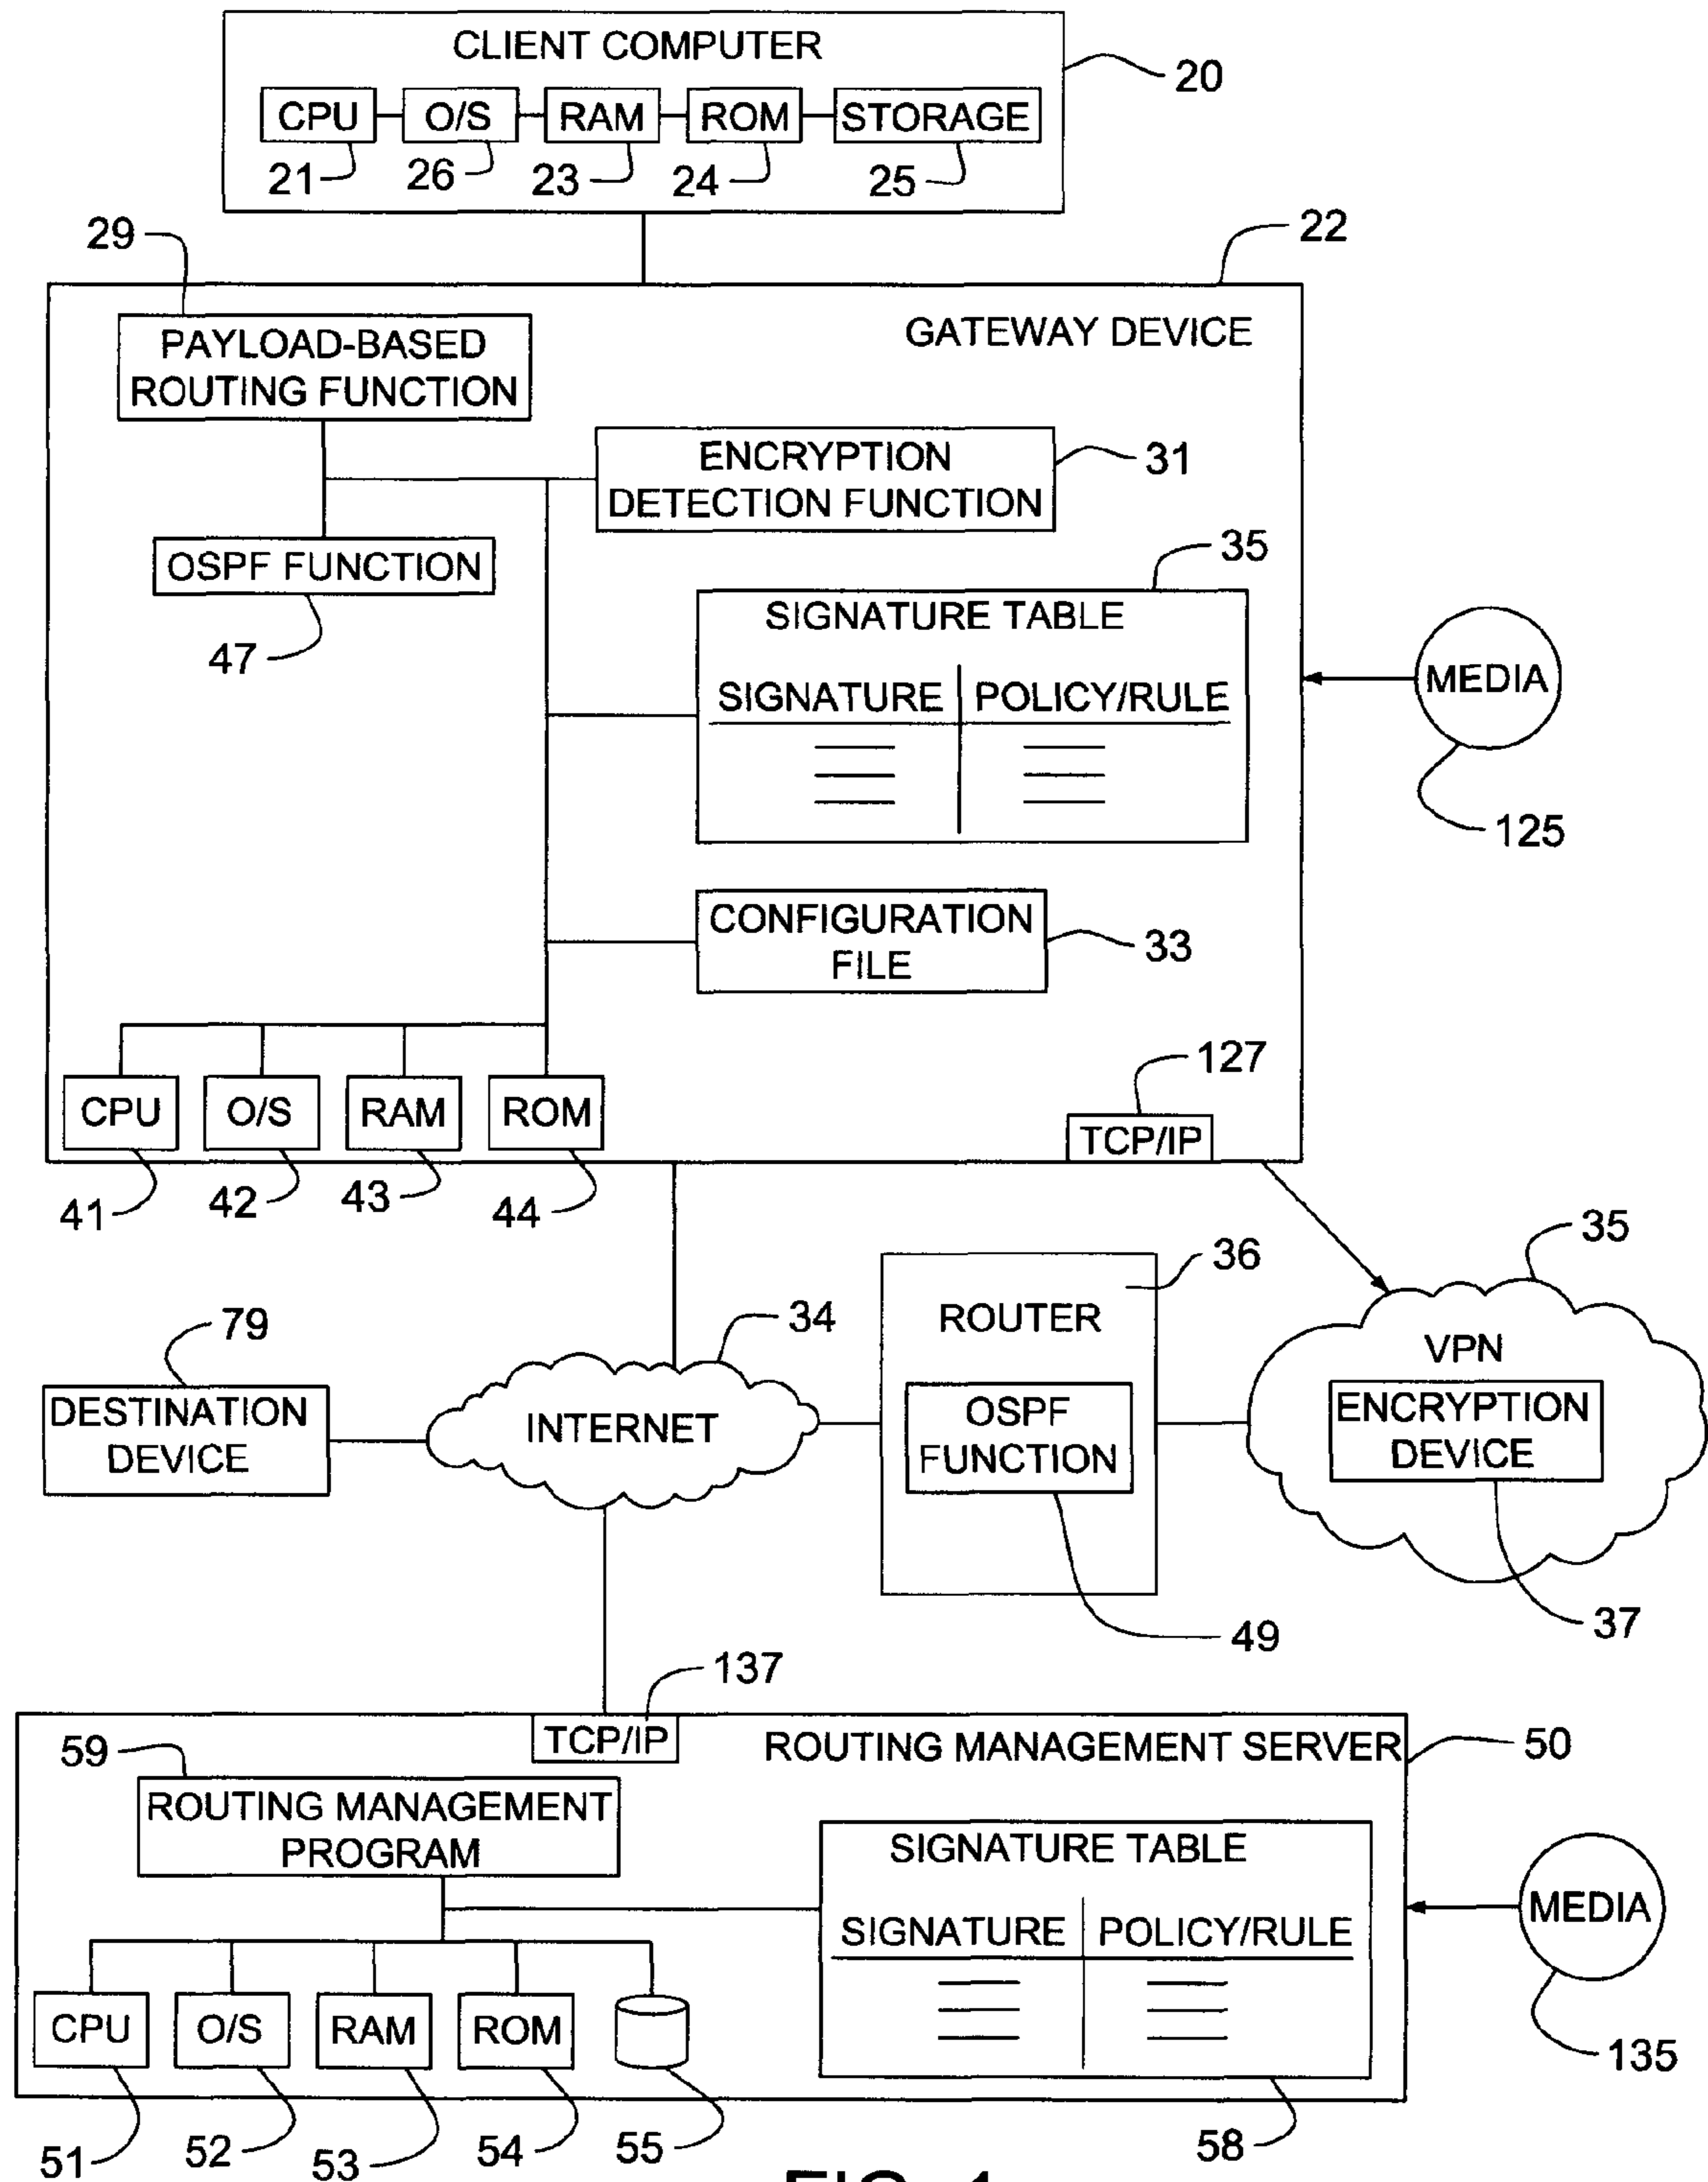 CLIENT COMPUTER
20
CPU O/S RAM ROM STORAGE
21 26 23 24 25
29
22
PAYLOAD-BASED
ROUTING FUNCTION
GATEWAY DEVICE
ENCRYPTION
DETECTION FUNCTION
31
OSPF FUNCTION
47
35
SIGNATURE TABLE
SIGNATURE POLICY/RULE
MEDIA
125
CONFIGURATION
FILE
33
127
CPU O/S RAM ROM
TCP/IP
41 42 43 44
35
36
ROUTER
34
79
VPN
DESTINATION
DEVICE
INTERNET
OSPF
FUNCTION
ENCRYPTION
DEVICE
49
37
137
TCP/IP
ROUTING MANAGEMENT SERVER
50
59
ROUTING MANAGEMENT
PROGRAM
SIGNATURE TABLE
SIGNATURE POLICY/RULE
MEDIA
135
CPU O/S RAM ROM
51 52 53 54 55
58
FIG. 1